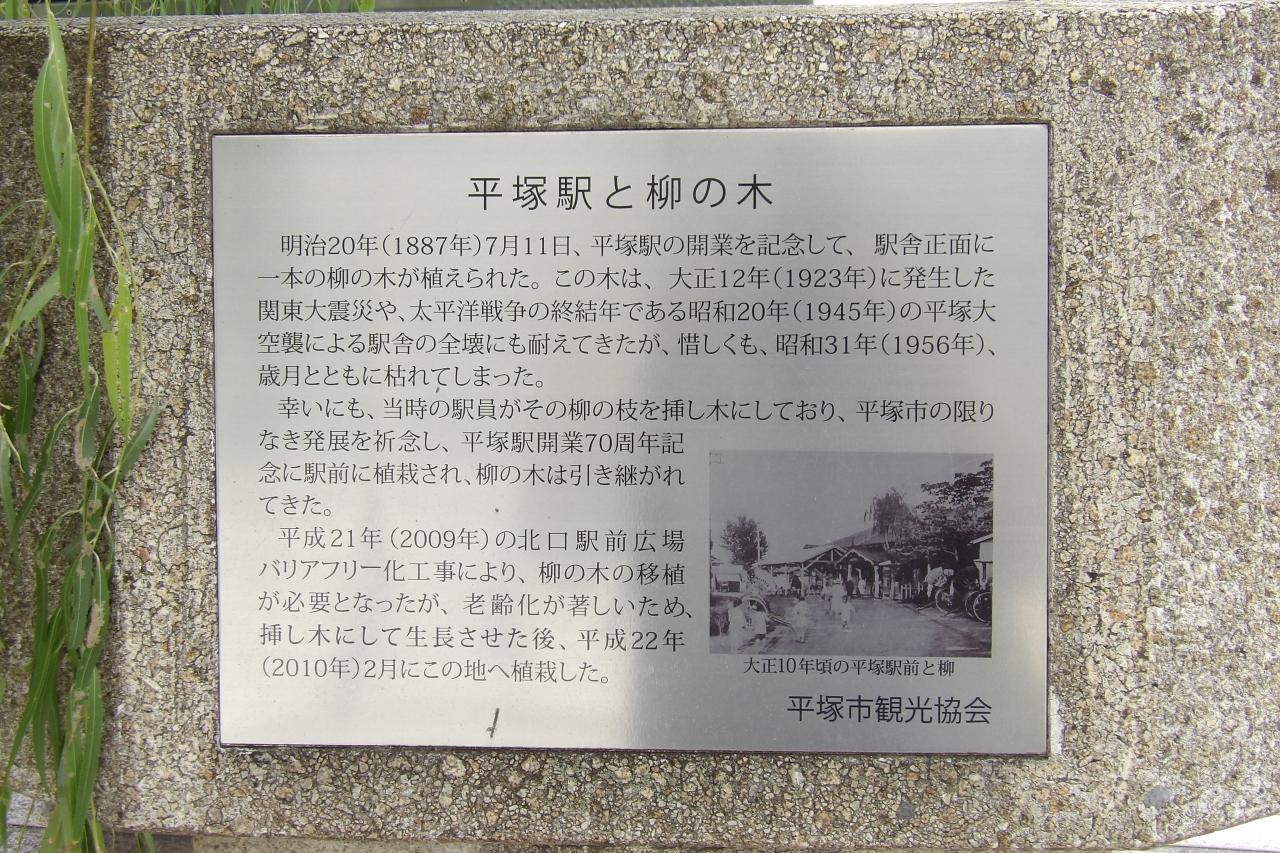 平塚駅と柳の木
明治20年(1887年)7月11日、平塚駅の開業を記念して、 駅舎正面に
一本の柳の木が植えられた。この木は、 大正12年(1923年)に発生した
関東大震災や、太平洋戦争の終結年である昭和20年(1945年)の平塚大
空襲による駅舎の全壊にも耐えてきたが、惜しくも、昭和31年(1956年)、
歳月とともに枯れてしまった。
幸いにも、当時の駅員がその柳の枝を挿し木にしており、平塚市の限り
なき発展を祈念し、平塚駅開業70周年記
念に駅前に植栽され、柳の木は引き継がれ
てきた。
平成21年(2009年)の北口駅前広場
バリアフリー化工事により、柳の木の移植
が必要となったが、老齢化が著しいため、
挿し木にして生長させた後、平成22年
(2010年)2月にこの地へ植栽した。
大正10年頃の平塚駅前と柳
平塚市観光協会